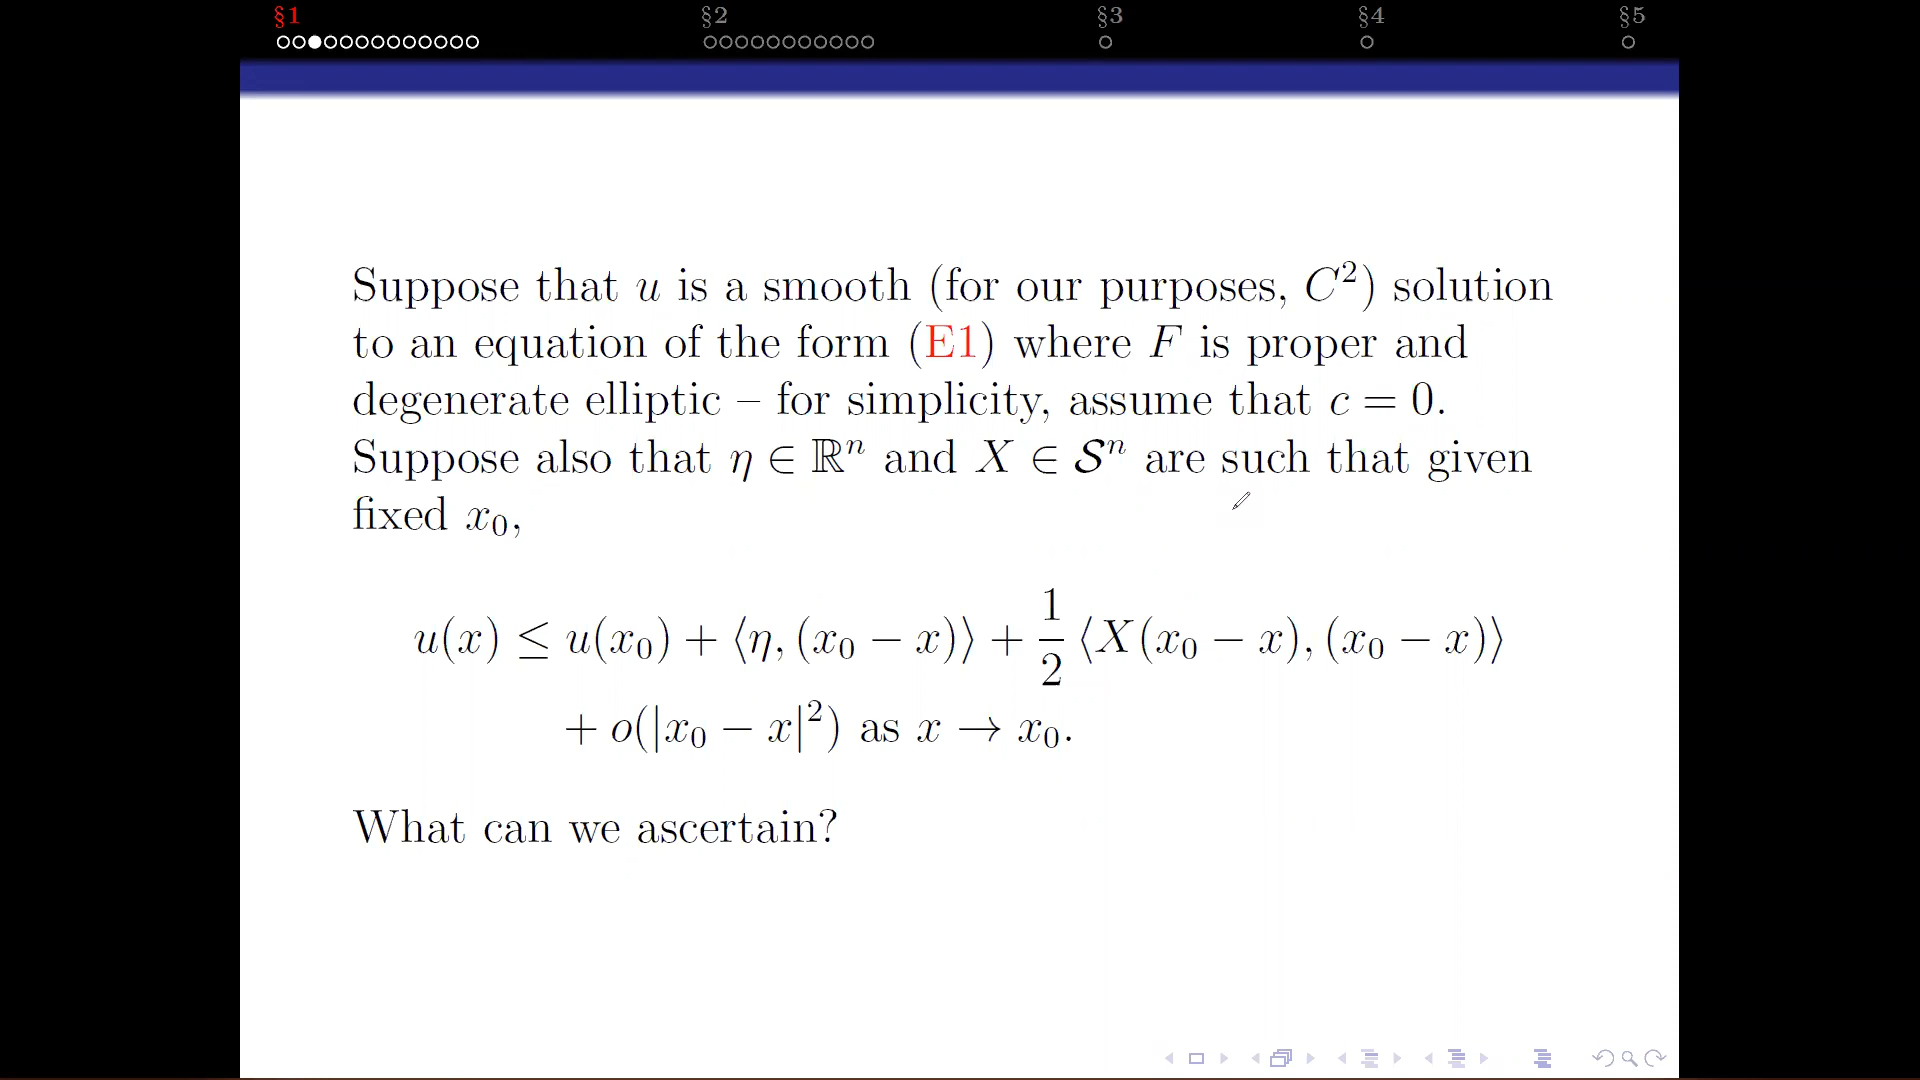 §1 §2 §3 §4 §5
Suppose that u is a smooth (for our purposes, C²) solution
to an equation of the form (E1) where F is proper and
degenerate elliptic – for simplicity, assume that c = 0.
Suppose also that η ∈ ℝⁿ and X ∈ 𝒮ⁿ are such that given
fixed x₀,
u(x) ≤ u(x₀) + ⟨η, (x₀ − x)⟩ + 1/2 ⟨X(x₀ − x), (x₀ − x)⟩
+ o(|x₀ − x|²) as x → x₀.
What can we ascertain?